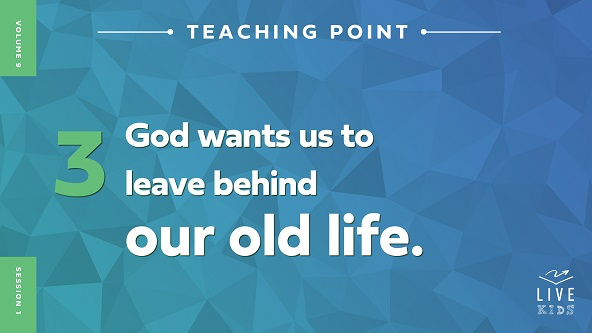 VOLUME 9
TEACHING POINT
3
God wants us to
leave behind
our old life.
SESSION 1
LIVE
KIDS